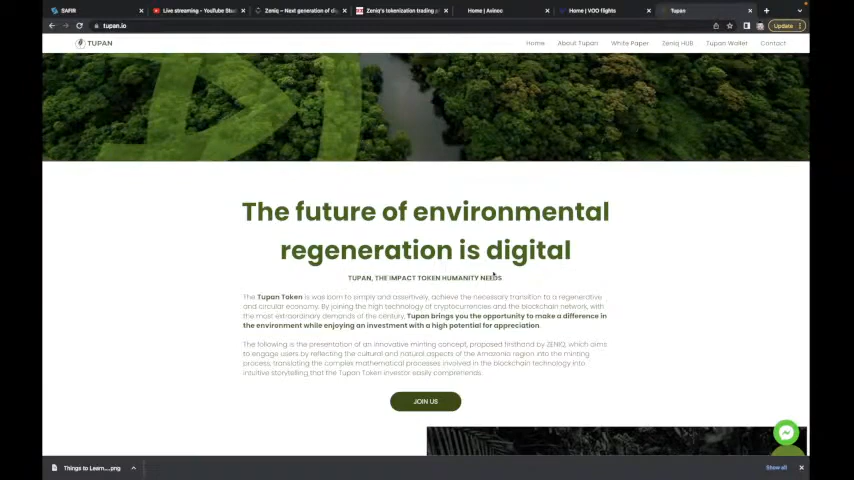 SAFIR
Live streaming - YouTube Stu
Zeniq – Next generation of di
Zeniq's tokenization trading p
Home | Avinoc
Home | VOO flights
Tupan
tupan.io
Update
TUPAN
Home
About Tupan
White Paper
Zeniq HUB
Tupan Wallet
Contact
The future of environmental
regeneration is digital
TUPAN, THE IMPACT TOKEN HUMANITY NEEDS
The Tupan Token is was born to simply and assertively, achieve the necessary transition to a regenerative
and circular economy. By joining the high technology of cryptocurrencies and the blockchain network, with
the most extraordinary demands of the century, Tupan brings you the opportunity to make a difference in
the environment while enjoying an investment with a high potential for appreciation.
The following is the presentation of an innovative minting concept, proposed firsthand by ZENIQ, which aims
to engage users by reflecting the cultural and natural aspects of the Amazonia region into the minting
process, translating the complex mathematical processes involved in the blockchain technology into
intuitive storytelling that the Tupan Token investor easily comprehends.
JOIN US
Things to Learn....png
Show all